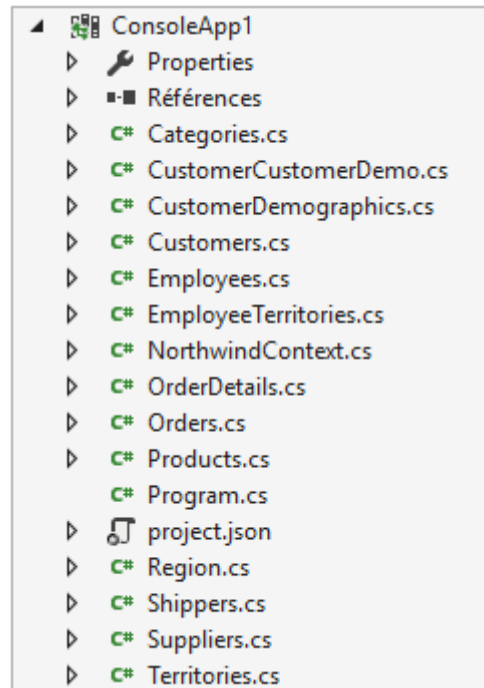 ConsoleApp1
Properties
Références
C# Categories.cs
C# CustomerCustomerDemo.cs
C# CustomerDemographics.cs
C# Customers.cs
C# Employees.cs
C# EmployeeTerritories.cs
C# NorthwindContext.cs
C# OrderDetails.cs
C# Orders.cs
C# Products.cs
C# Program.cs
project.json
C# Region.cs
C# Shippers.cs
C# Suppliers.cs
C# Territories.cs